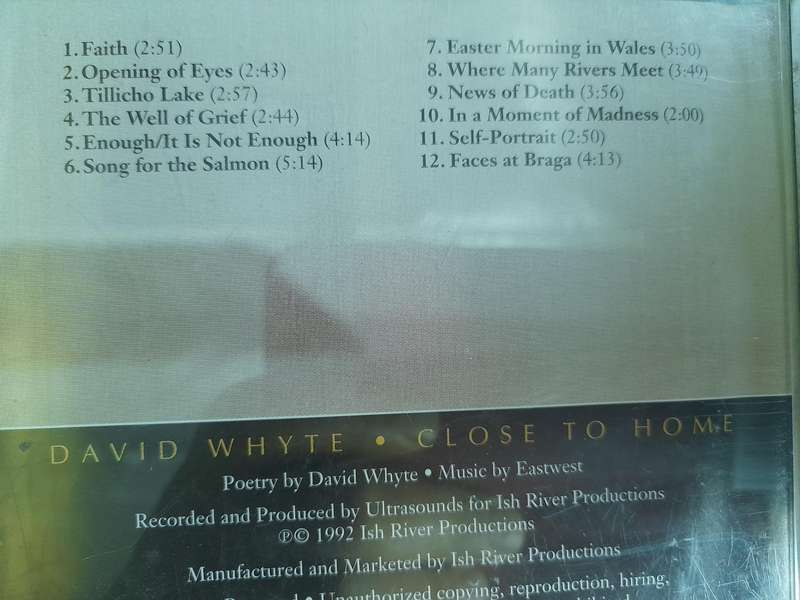 1. Faith (2:51)
2. Opening of Eyes (2:43)
3. Tillicho Lake (2:57)
4. The Well of Grief (2:44)
5. Enough/It Is Not Enough (4:14)
6. Song for the Salmon (5:14)
7. Easter Morning in Wales (3:50)
8. Where Many Rivers Meet (3:49)
9. News of Death (3:56)
10. In a Moment of Madness (2:00)
11. Self-Portrait (2:50)
12. Faces at Braga (4:13)
DAVID WHYTE • CLOSE TO HOME
Poetry by David Whyte • Music by Eastwest
Recorded and Produced by Ultrasounds for Ish River Productions
℗© 1992 Ish River Productions
Manufactured and Marketed by Ish River Productions
• Unauthorized copying, reproduction, hiring,